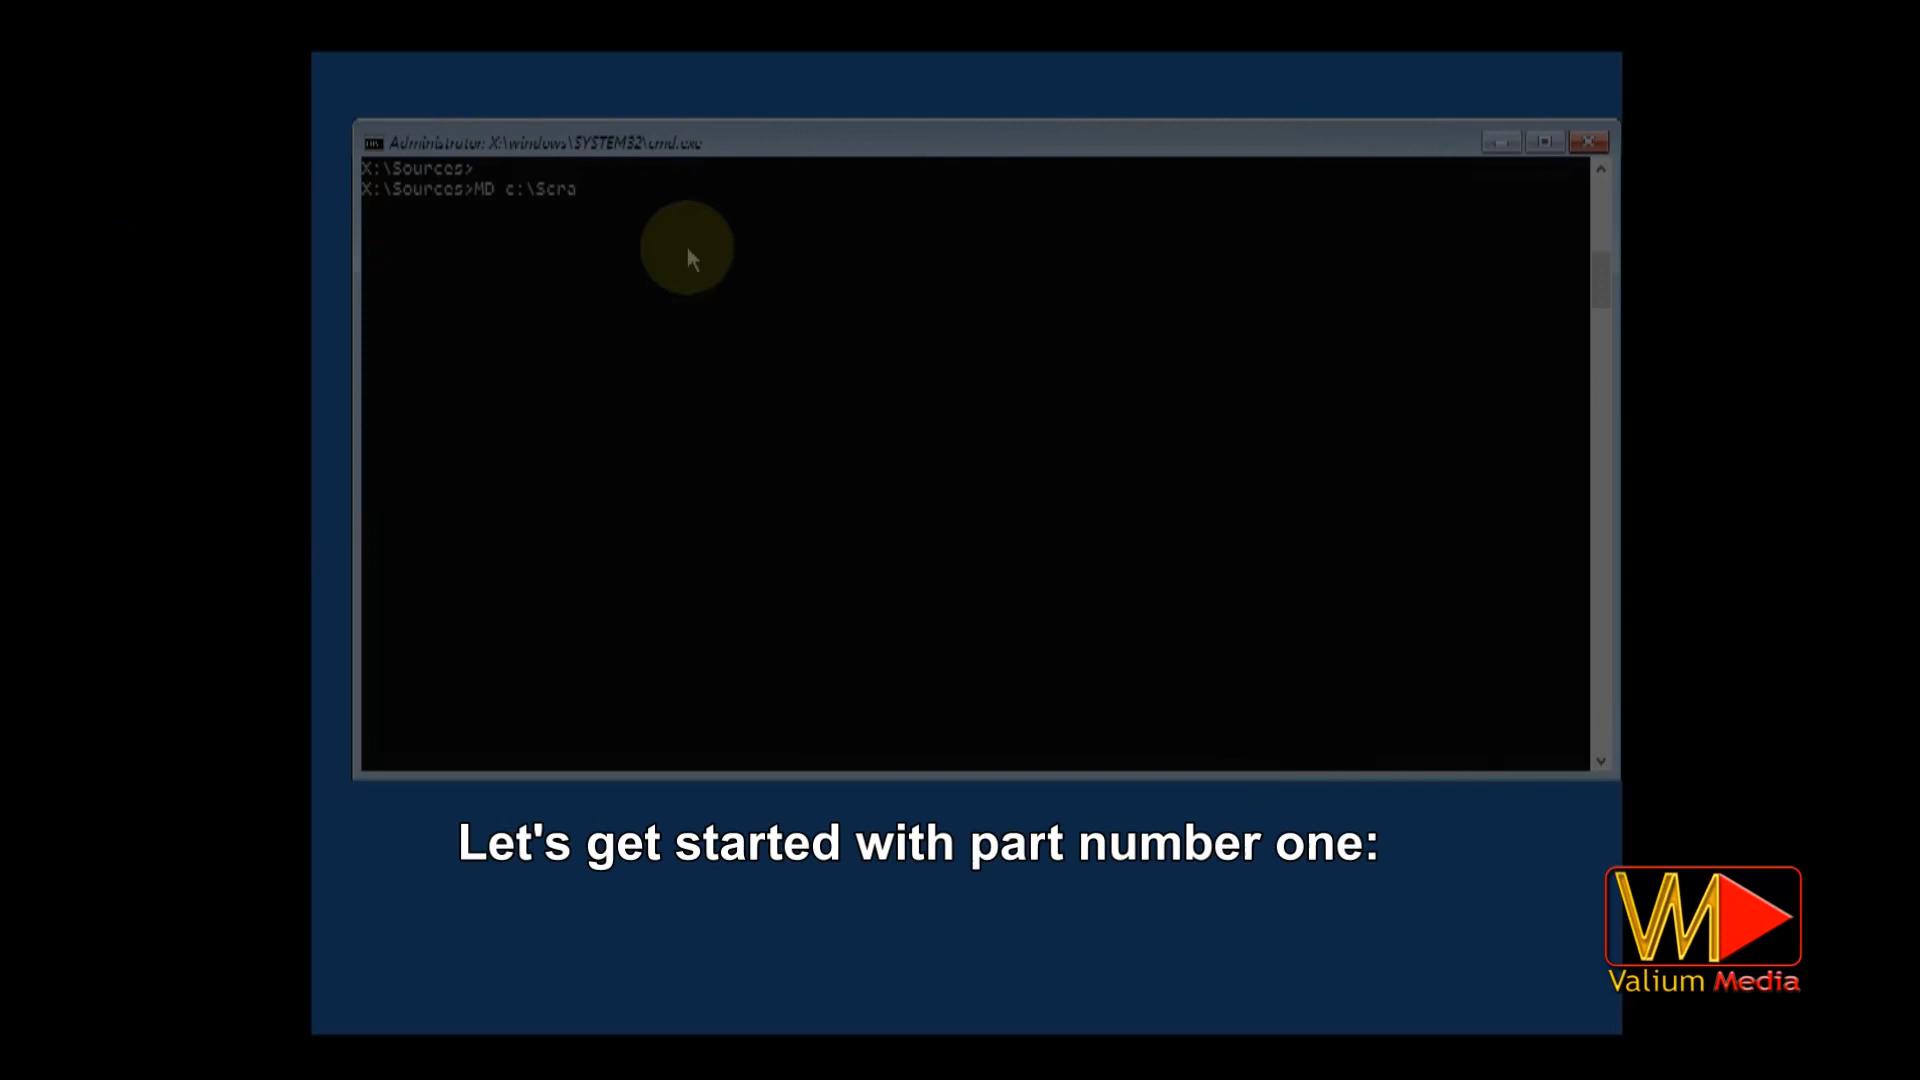 Administrator: X:\windows\SYSTEM32\cmd.exe
X:\Sources>
X:\Sources>MD c:\Scra
Let's get started with part number one:
VM
Valium Media